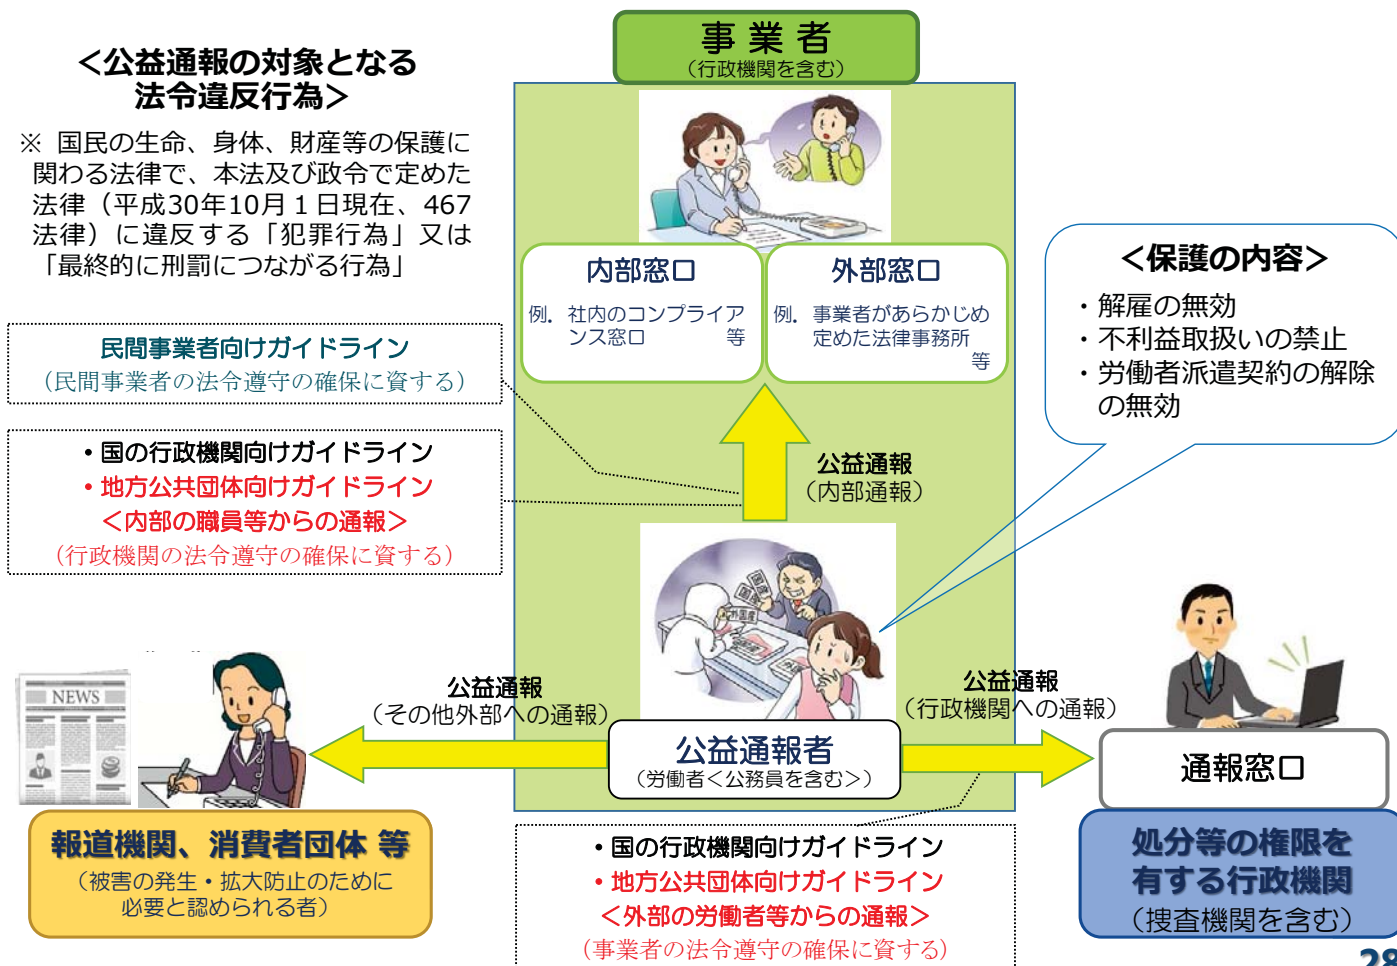 事 業 者
（行政機関を含む）
＜公益通報の対象となる
法令違反行為＞
※ 国民の生命、身体、財産等の保護に
関わる法律で、本法及び政令で定めた
法律（平成30年10月１日現在、467
法律）に違反する「犯罪行為」又は
「最終的に刑罰につながる行為」
内部窓口
例．社内のコンプライア
ンス窓口 等
外部窓口
例．事業者があらかじめ
定めた法律事務所
等
＜保護の内容＞
・解雇の無効
・不利益取扱いの禁止
・労働者派遣契約の解除
の無効
民間事業者向けガイドライン
（民間事業者の法令遵守の確保に資する）
・国の行政機関向けガイドライン
・地方公共団体向けガイドライン
＜内部の職員等からの通報＞
（行政機関の法令遵守の確保に資する）
公益通報
（内部通報）
国産
国産
外国産
NEWS
公益通報
（その他外部への通報）
公益通報
（行政機関への通報）
公益通報者
（労働者＜公務員を含む＞）
通報窓口
報道機関、消費者団体 等
（被害の発生・拡大防止のために
必要と認められる者）
・国の行政機関向けガイドライン
・地方公共団体向けガイドライン
＜外部の労働者等からの通報＞
（事業者の法令遵守の確保に資する）
処分等の権限を
有する行政機関
（捜査機関を含む）
28